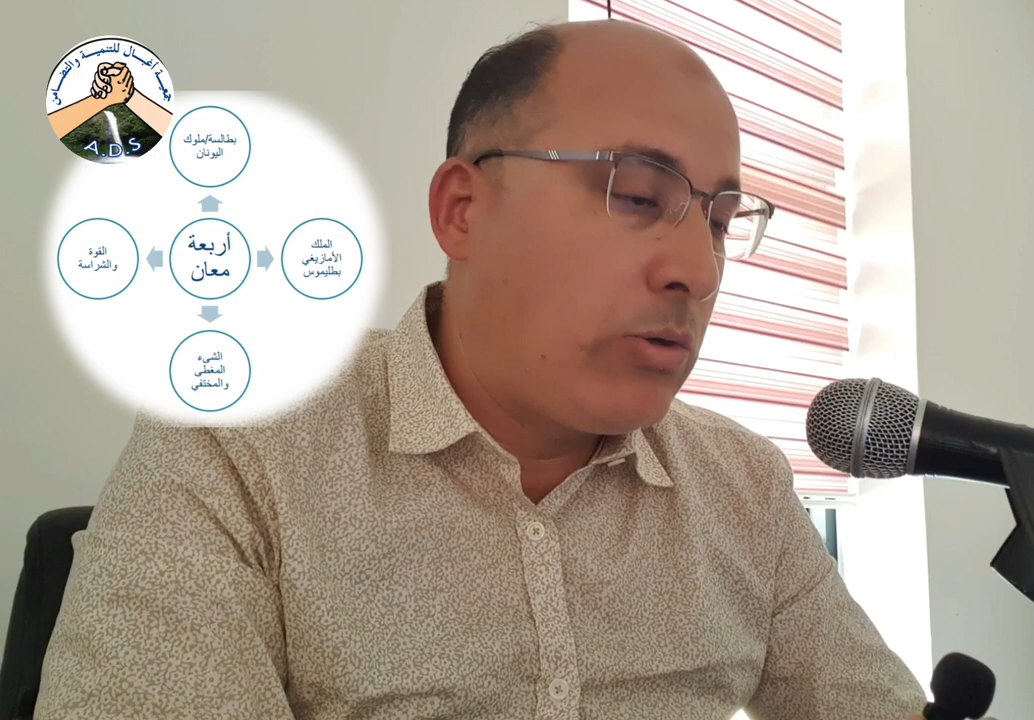 جمعية أغبال للتنمية والتضامن
A.D.S
بطالسة/ملوك
اليونان
القوة
والشراسة
أربعة
معان
الملك
الأمازيغي
بطليموس
الشيء
المغطى
والمختفي